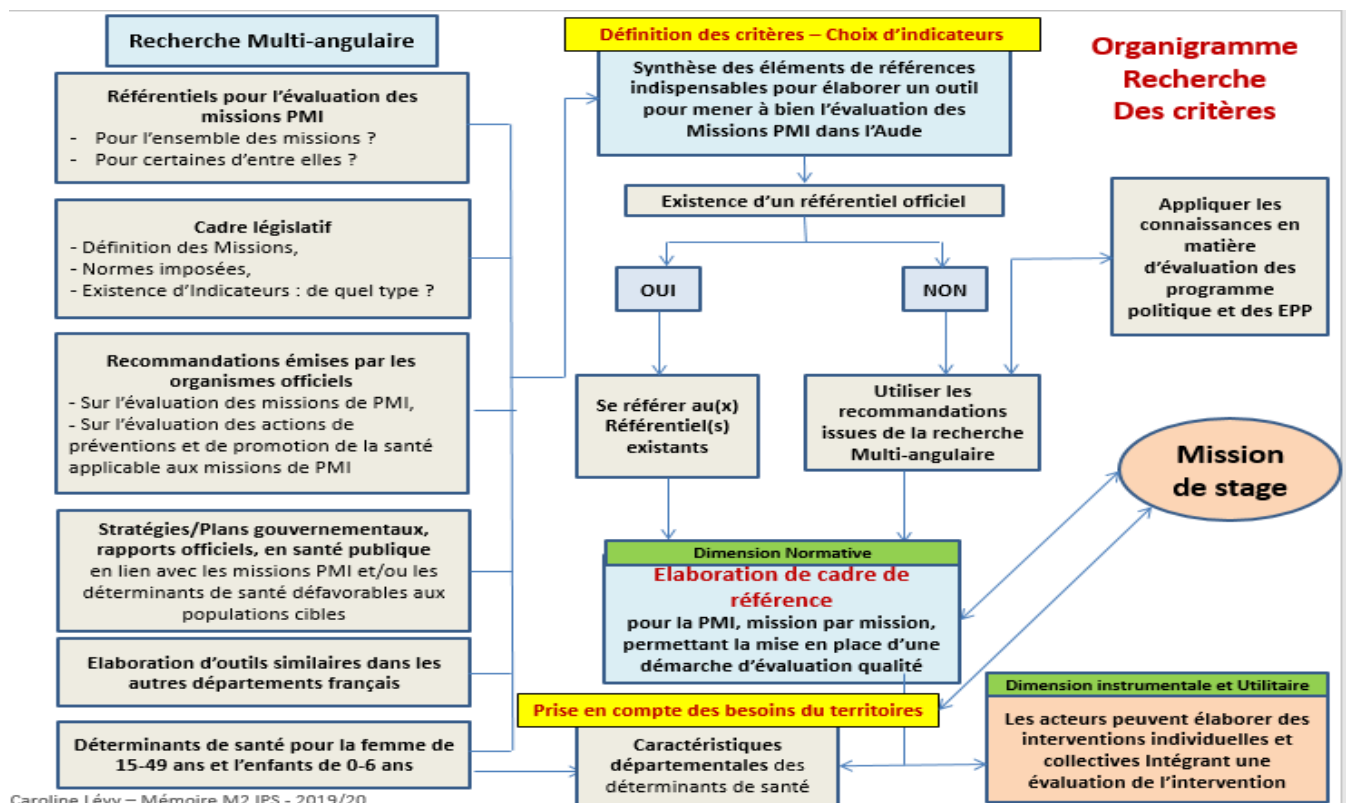 Recherche Multi-angulaire
Référentiels pour l'évaluation des
missions PMI
- Pour l'ensemble des missions ?
- Pour certaines d'entre elles ?
Cadre législatif
- Définition des Missions,
- Normes imposées,
- Existence d'Indicateurs : de quel type ?
Recommandations émises par les
organismes officiels
- Sur l'évaluation des missions de PMI,
- Sur l'évaluation des actions de
préventions et de promotion de la santé
applicable aux missions de PMI
Stratégies/Plans gouvernementaux,
rapports officiels, en santé publique
en lien avec les missions PMI et/ou les
déterminants de santé défavorables aux
populations cibles
Elaboration d'outils similaires dans les
autres départements français
Déterminants de santé pour la femme de
15-49 ans et l'enfants de 0-6 ans
Caroline Lévy – Mémoire M2 IPS - 2019/20
Définition des critères – Choix d'indicateurs
Synthèse des éléments de références
indispensables pour élaborer un outil
pour mener à bien l'évaluation des
Missions PMI dans l'Aude
Existence d'un référentiel officiel
OUI
NON
Se référer au(x)
Référentiel(s)
existants
Utiliser les
recommandations
issues de la recherche
Multi-angulaire
Dimension Normative
Elaboration de cadre de
référence
pour la PMI, mission par mission,
permettant la mise en place d'une
démarche d'évaluation qualité
Prise en compte des besoins du territoires
Caractéristiques
départementales des
déterminants de santé
Organigramme
Recherche
Des critères
Appliquer les
connaissances en
matière
d'évaluation des
programme
politique et des EPP
Mission
de stage
Dimension instrumentale et Utilitaire
Les acteurs peuvent élaborer des
interventions individuelles et
collectives Intégrant une
évaluation de l'intervention